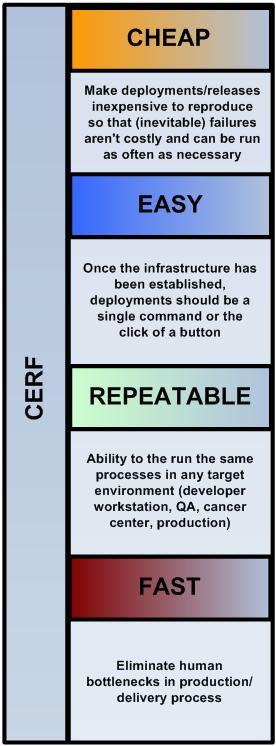 CERF
CHEAP
Make deployments/releases
inexpensive to reproduce
so that (inevitable) failures
aren't costly and can be run
as often as necessary
EASY
Once the infrastructure has
been established,
deployments should be a
single command or the
click of a button
REPEATABLE
Ability to the run the same
processes in any target
environment (developer
workstation, QA, cancer
center, production)
FAST
Eliminate human
bottlenecks in production/
delivery process